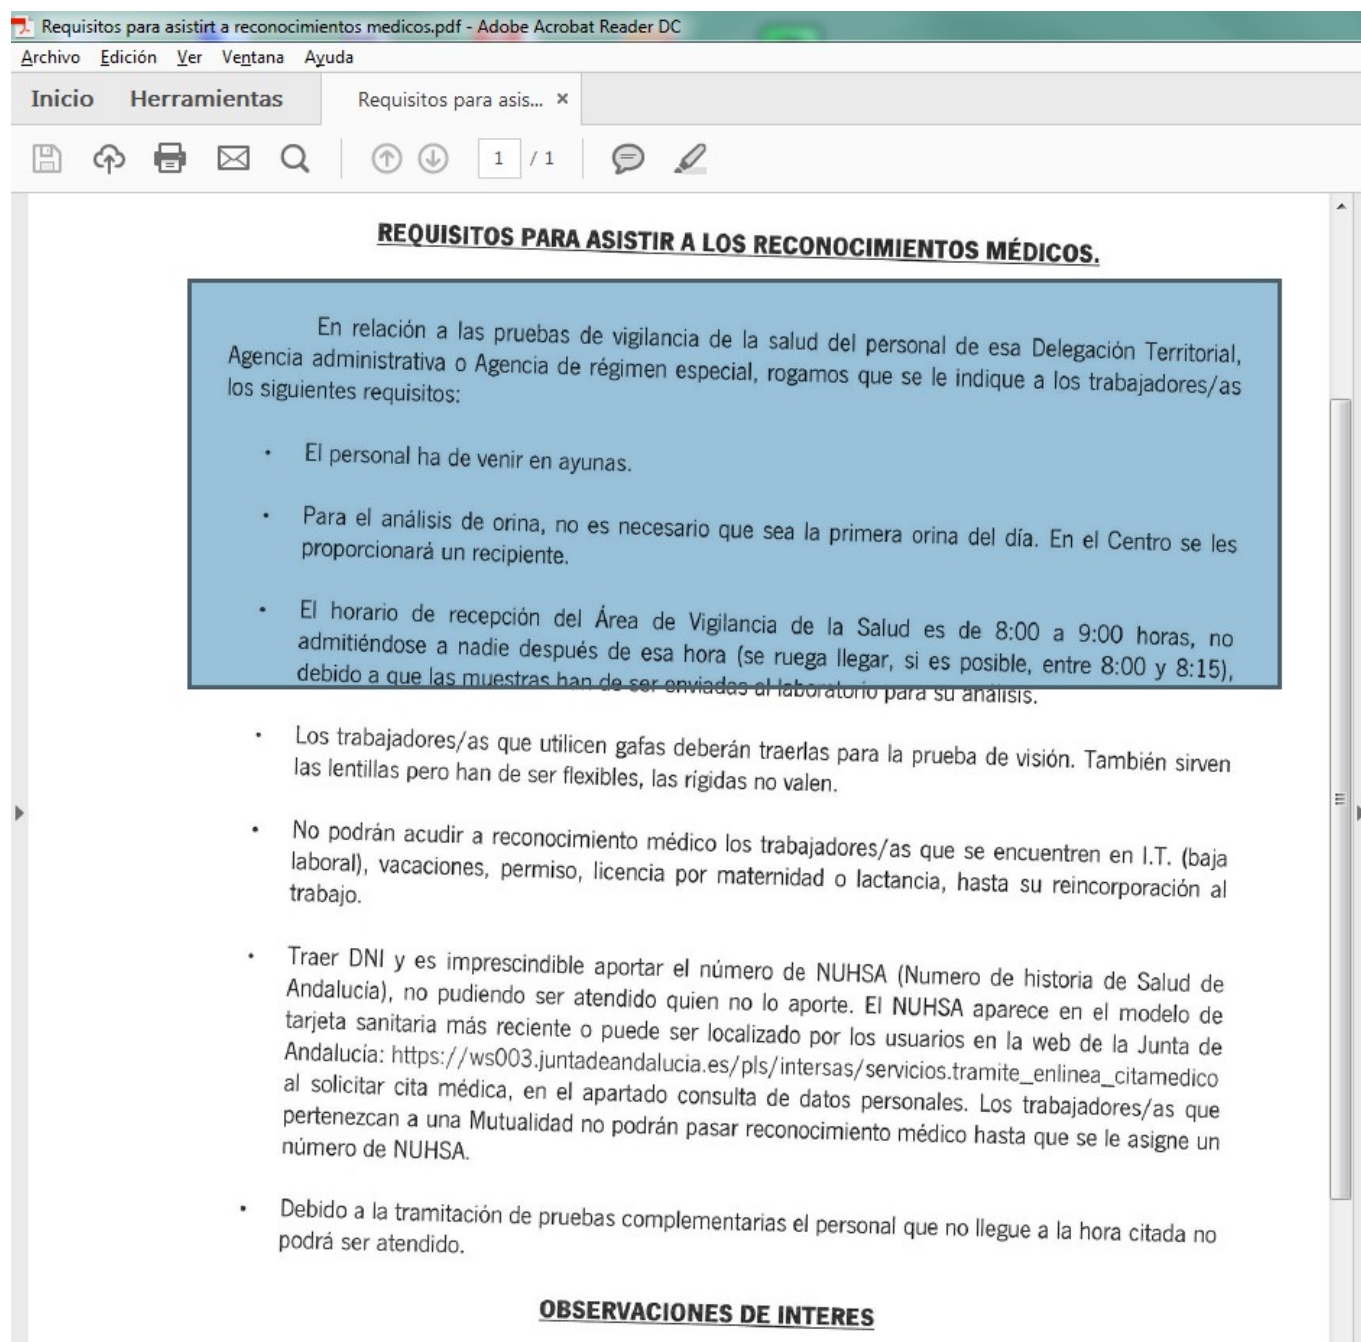 Requisitos para asistirt a reconocimientos medicos.pdf - Adobe Acrobat Reader DC
Archivo Edición Ver Ventana Ayuda
Inicio Herramientas Requisitos para asis... ×
1 / 1
REQUISITOS PARA ASISTIR A LOS RECONOCIMIENTOS MÉDICOS.
En relación a las pruebas de vigilancia de la salud del personal de esa Delegación Territorial,
Agencia administrativa o Agencia de régimen especial, rogamos que se le indique a los trabajadores/as
los siguientes requisitos:
• El personal ha de venir en ayunas.
• Para el análisis de orina, no es necesario que sea la primera orina del día. En el Centro se les
proporcionará un recipiente.
• El horario de recepción del Área de Vigilancia de la Salud es de 8:00 a 9:00 horas, no
admitiéndose a nadie después de esa hora (se ruega llegar, si es posible, entre 8:00 y 8:15),
debido a que las muestras han de ser enviadas al laboratorio para su análisis.
• Los trabajadores/as que utilicen gafas deberán traerlas para la prueba de visión. También sirven
las lentillas pero han de ser flexibles, las rígidas no valen.
• No podrán acudir a reconocimiento médico los trabajadores/as que se encuentren en I.T. (baja
laboral), vacaciones, permiso, licencia por maternidad o lactancia, hasta su reincorporación al
trabajo.
• Traer DNI y es imprescindible aportar el número de NUHSA (Numero de historia de Salud de
Andalucía), no pudiendo ser atendido quien no lo aporte. El NUHSA aparece en el modelo de
tarjeta sanitaria más reciente o puede ser localizado por los usuarios en la web de la Junta de
Andalucía: https://ws003.juntadeandalucia.es/pls/intersas/servicios.tramite_enlinea_citamedico
al solicitar cita médica, en el apartado consulta de datos personales. Los trabajadores/as que
pertenezcan a una Mutualidad no podrán pasar reconocimiento médico hasta que se le asigne un
número de NUHSA.
• Debido a la tramitación de pruebas complementarias el personal que no llegue a la hora citada no
podrá ser atendido.
OBSERVACIONES DE INTERES